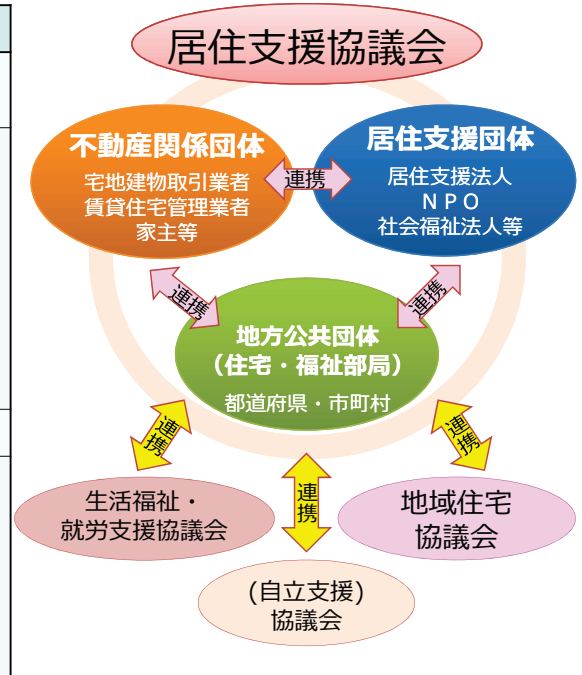 居住支援協議会
不動産関係団体
宅地建物取引業者
賃貸住宅管理業者
家主等
連携
居住支援団体
居住支援法人
ＮＰＯ
社会福祉法人等
連携
連携
地方公共団体
（住宅・福祉部局）
都道府県・市町村
連携
連携
連携
生活福祉・
就労支援協議会
(自立支援)
協議会
地域住宅
協議会